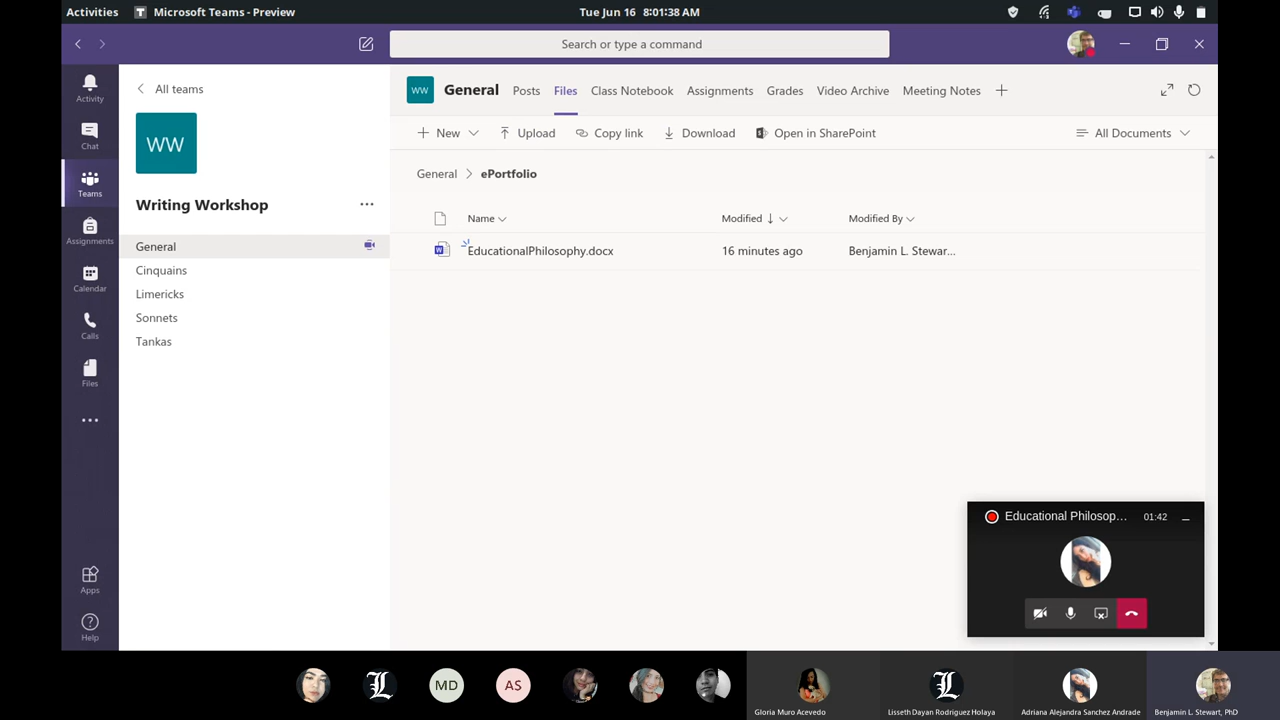 Activities
Microsoft Teams - Preview
Tue Jun 16 8:01:38 AM
Search or type a command
Activity
Chat
Teams
Assignments
Calendar
Calls
Files
Apps
Help
All teams
WW
Writing Workshop
General
Cinquains
Limericks
Sonnets
Tankas
WW
General Posts Files Class Notebook Assignments Grades Video Archive Meeting Notes
New Upload Copy link Download Open in SharePoint All Documents
General ePortfolio
Name Modified Modified By
EducationalPhilosophy.docx 16 minutes ago Benjamin L. Stewar...
Educational Philosop... 01:42
L MD AS L
Gloria Muro Acevedo Lisseth Dayan Rodriguez Holaya Adriana Alejandra Sanchez Andrade Benjamin L. Stewart, PhD